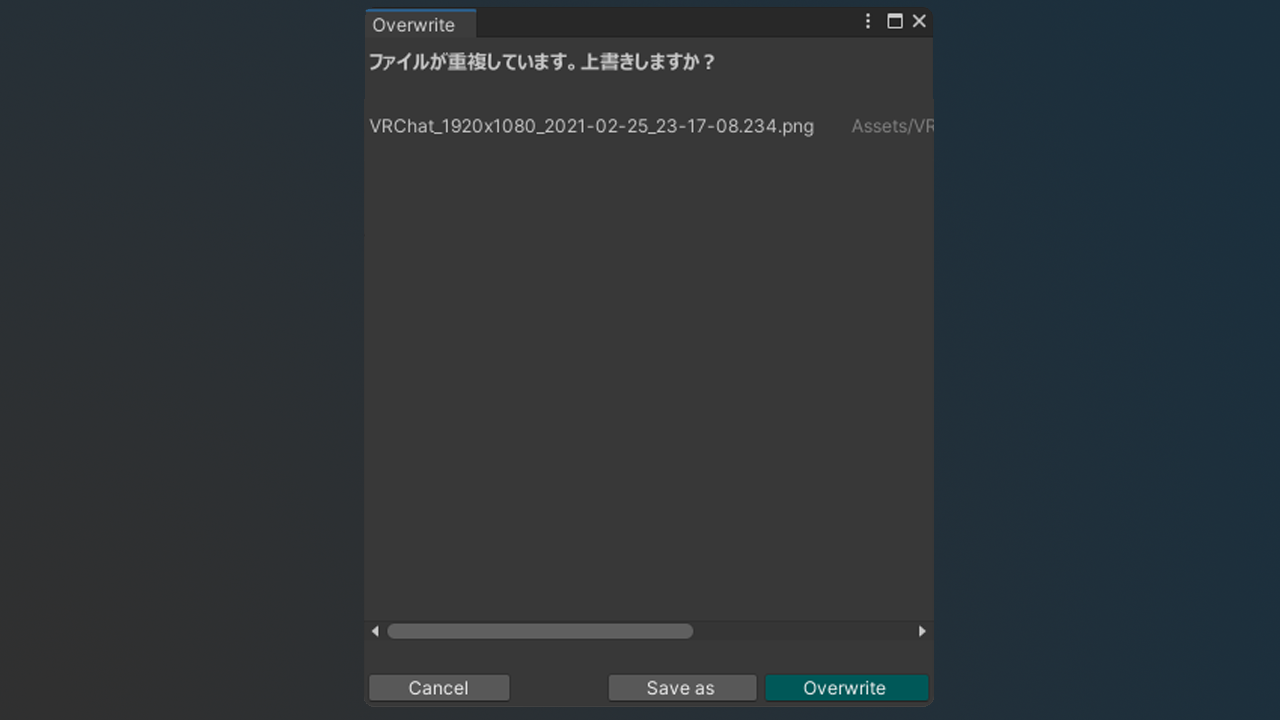 Overwrite
ファイルが重複しています。上書きしますか？
VRChat_1920x1080_2021-02-25_23-17-08.234.png Assets/VR
Cancel Save as Overwrite